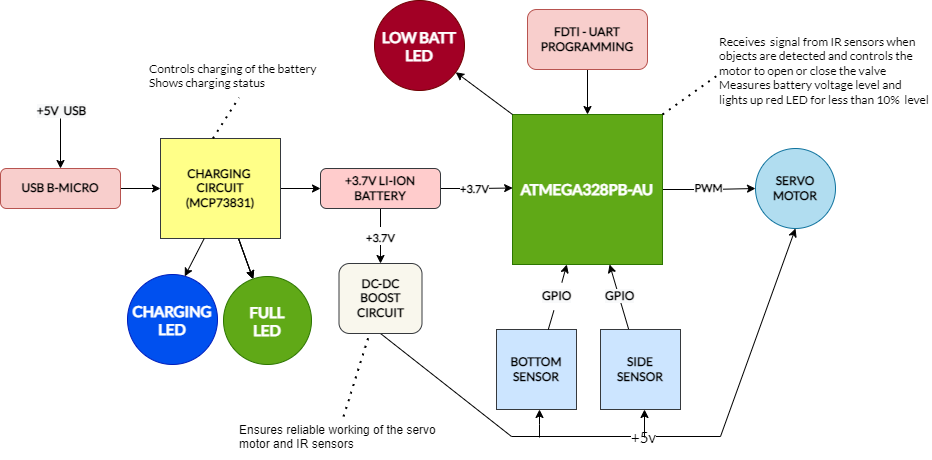 LOW BATT
LED
FDTI - UART
PROGRAMMING
Receives signal from IR sensors when
objects are detected and controls the
motor to open or close the valve
Measures battery voltage level and
lights up red LED for less than 10% level
Controls charging of the battery
Shows charging status
+5V USB
USB B-MICRO
CHARGING
CIRCUIT
(MCP73831)
+3.7V LI-ION
BATTERY
+3.7V
ATMEGA328PB-AU
PWM
SERVO
MOTOR
+3.7V
DC-DC
BOOST
CIRCUIT
CHARGING
LED
FULL
LED
GPIO
GPIO
BOTTOM
SENSOR
SIDE
SENSOR
Ensures reliable working of the servo
motor and IR sensors
+5v